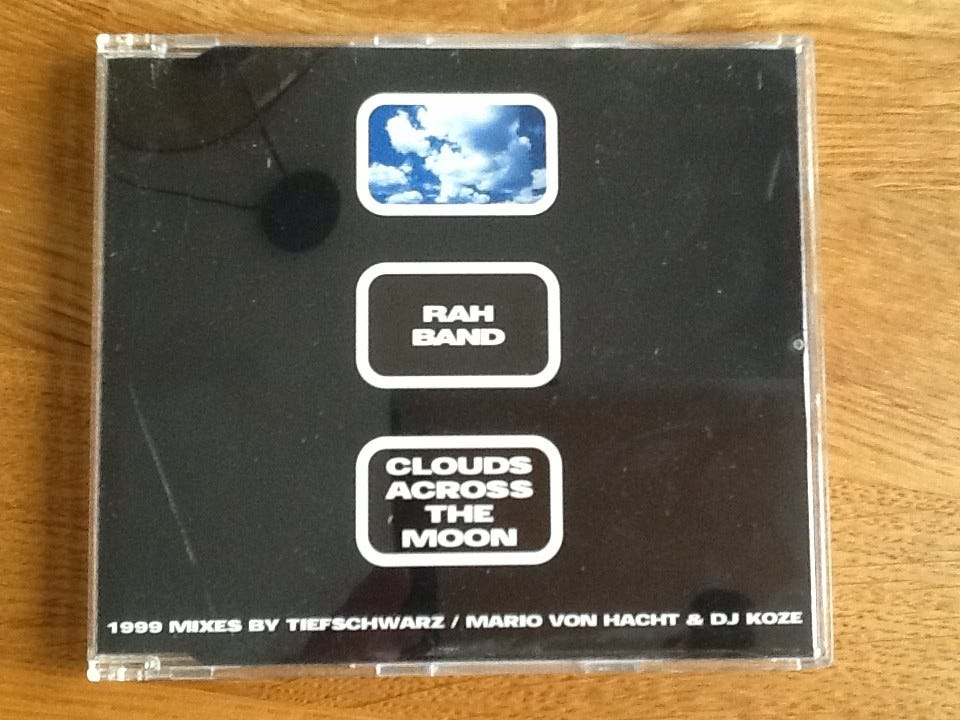 RAH
BAND
CLOUDS
ACROSS
THE
MOON
1999 MIXES BY TIEFSCHWARZ / MARIO VON HACHT & DJ KOZE